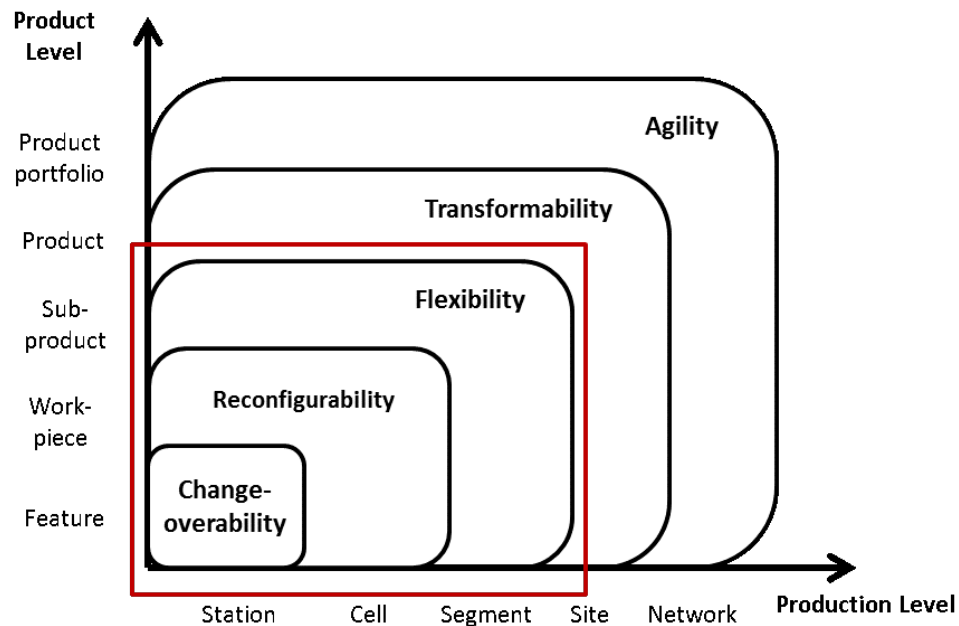 Product
Level
Agility
Product
portfolio
Transformability
Product
Flexibility
Sub-
product
Reconfigurability
Work-
piece
Change-
overability
Feature
Station Cell Segment Site Network Production Level